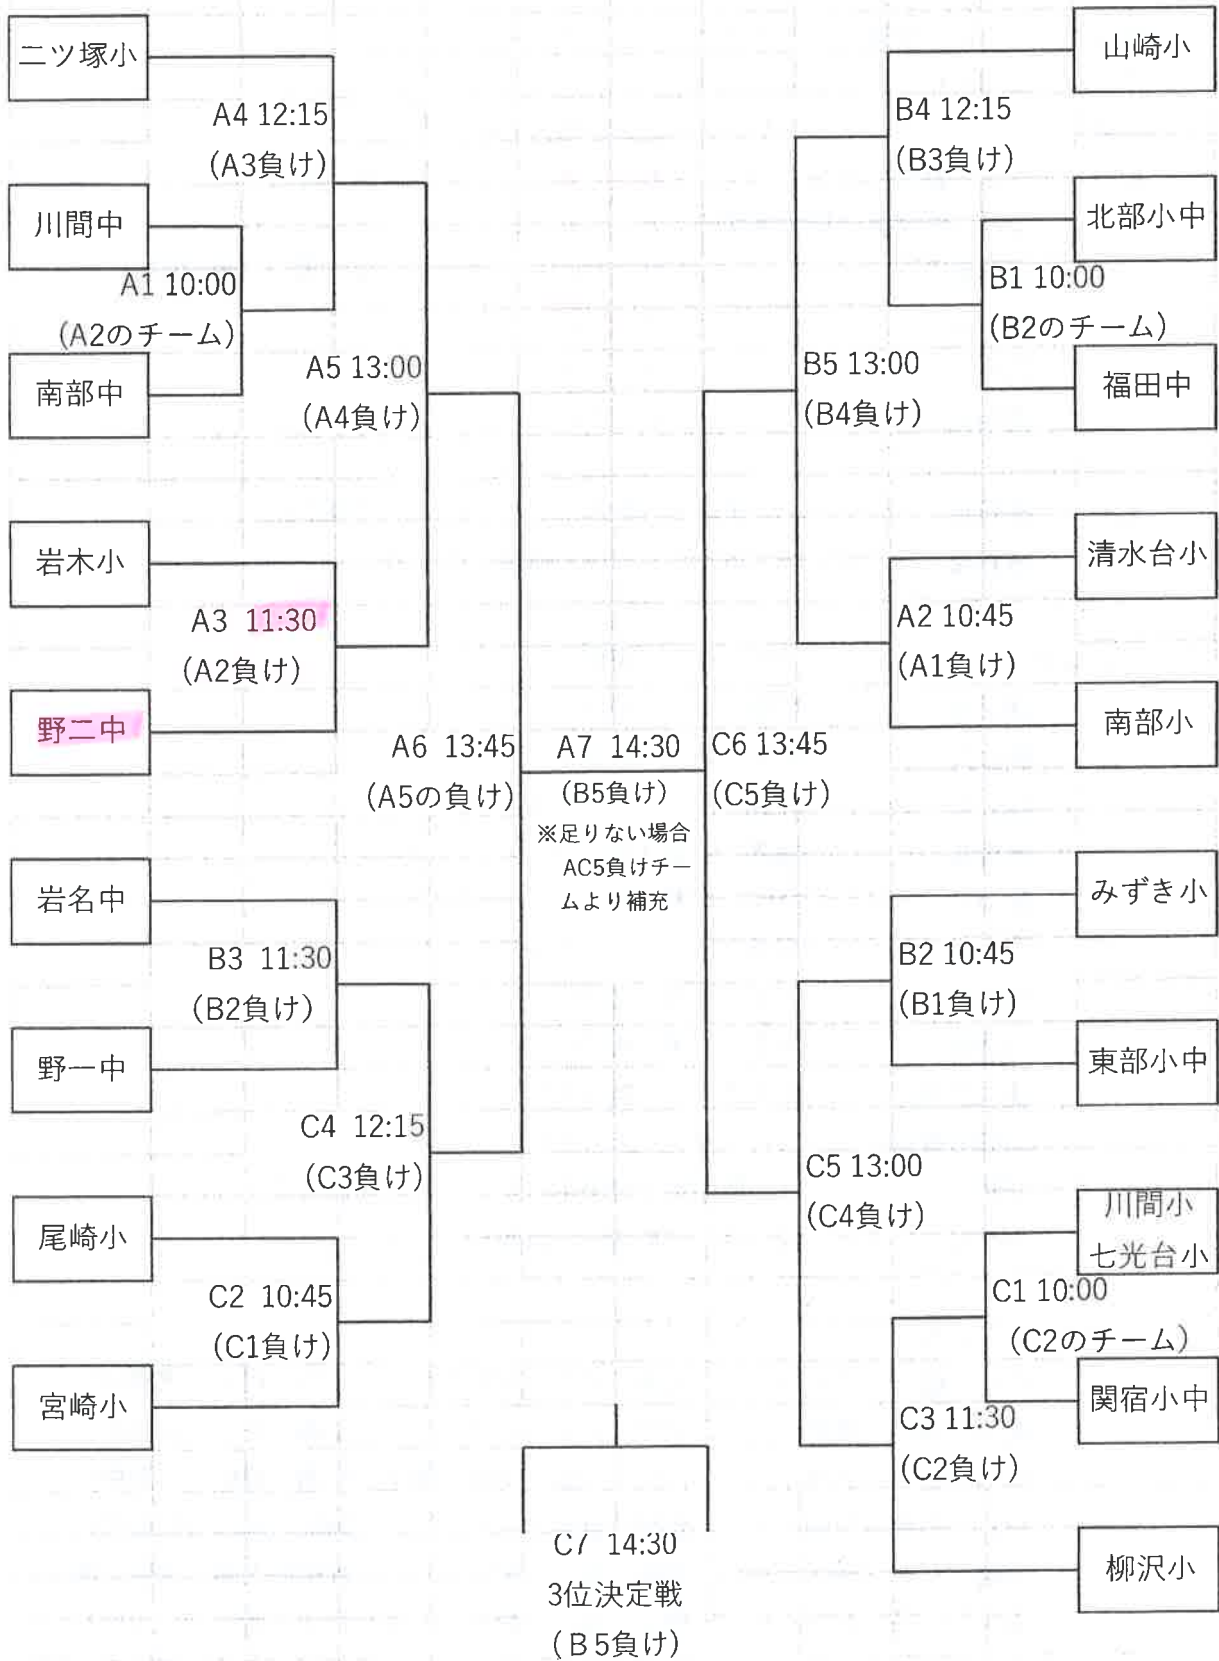 二ツ塚小
A4 12:15
(A3負け)
川間中
A1 10:00
(A2のチーム)
南部中
A5 13:00
(A4負け)
岩木小
A3 11:30
(A2負け)
野二中
A6 13:45
(A5の負け)
岩名中
B3 11:30
(B2負け)
野一中
C4 12:15
(C3負け)
尾崎小
C2 10:45
(C1負け)
宮崎小
A7 14:30
(B5負け)
※足りない場合
AC5負けチー
ムより補充
C7 14:30
3位決定戦
(B5負け)
山崎小
B4 12:15
(B3負け)
北部小中
B1 10:00
(B2のチーム)
福田中
B5 13:00
(B4負け)
清水台小
A2 10:45
(A1負け)
南部小
C6 13:45
(C5負け)
みずき小
B2 10:45
(B1負け)
東部小中
C5 13:00
(C4負け)
川間小
七光台小
C1 10:00
(C2のチーム)
関宿小中
C3 11:30
(C2負け)
柳沢小